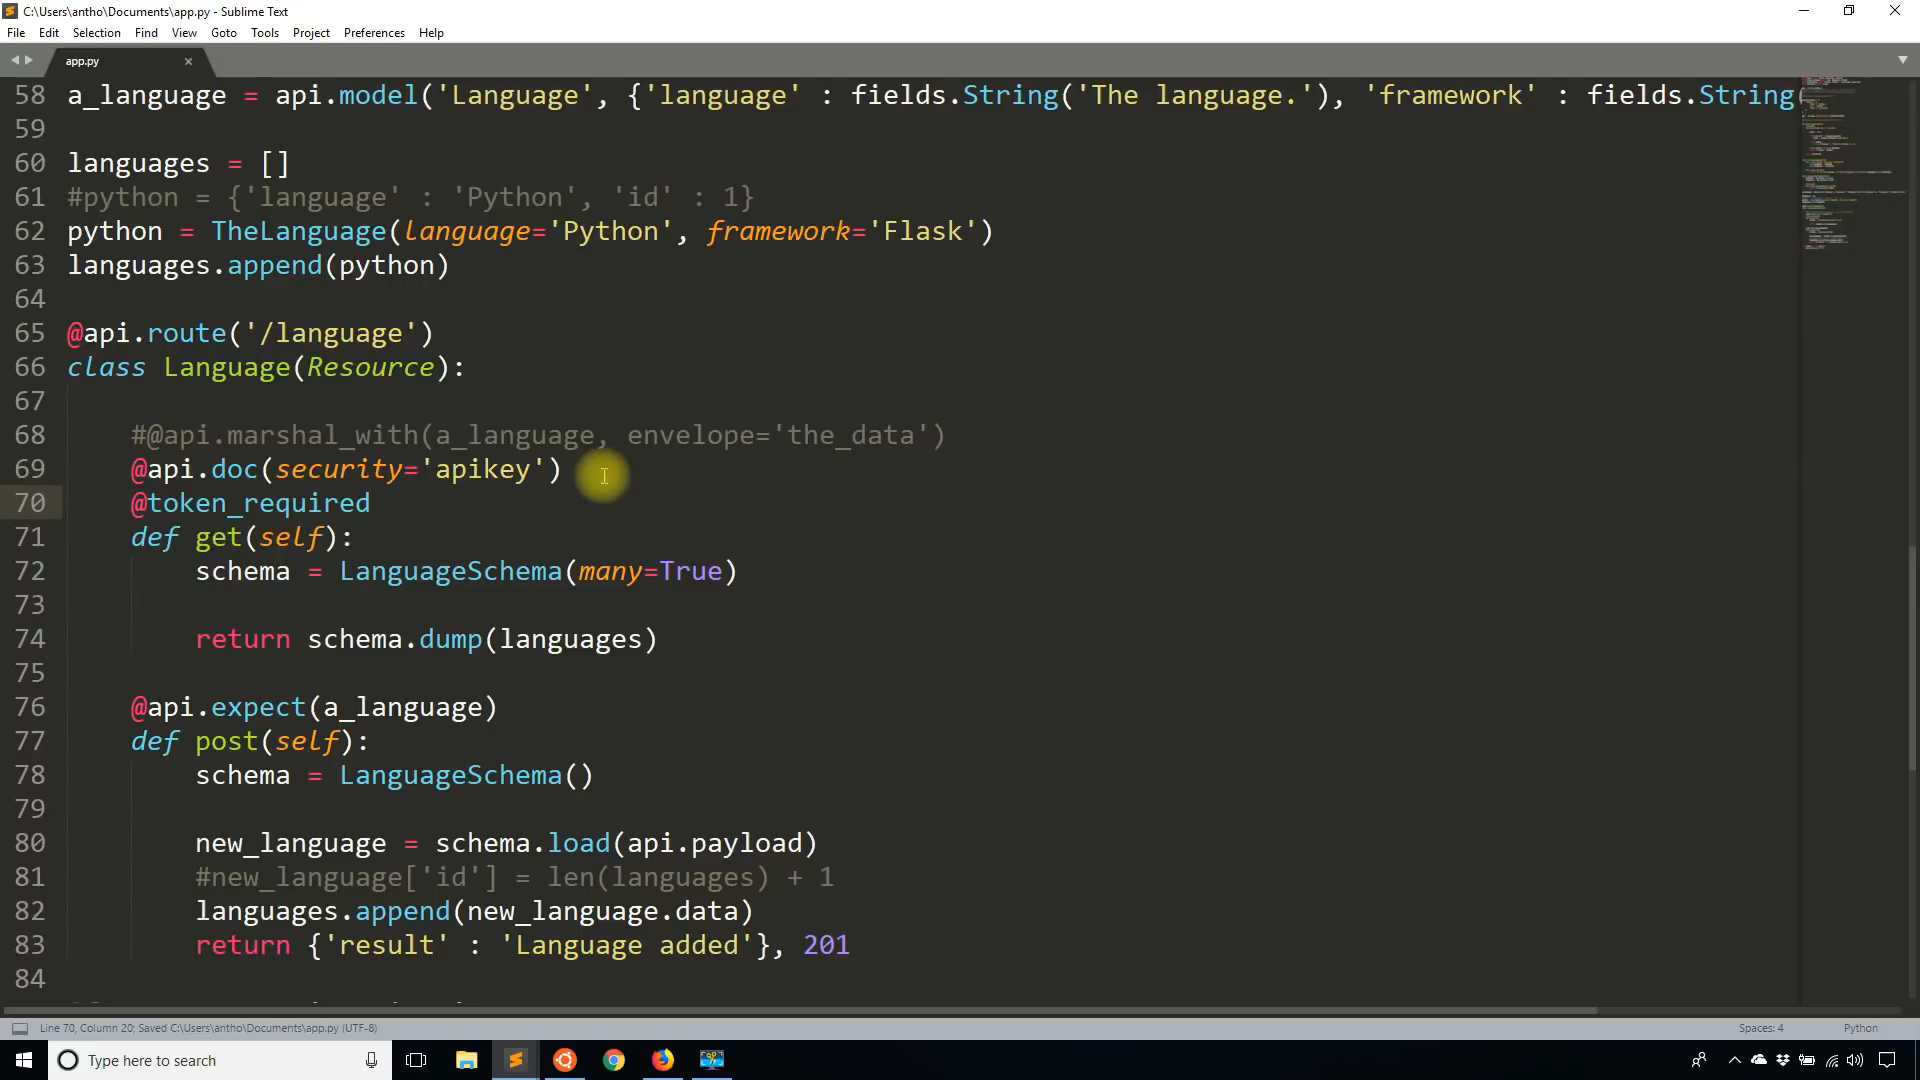 C:\Users\antho\Documents\app.py - Sublime Text
File Edit Selection Find View Goto Tools Project Preferences Help
app.py
58 a_language = api.model('Language', {'language' : fields.String('The language.'), 'framework' : fields.String(
59
60 languages = []
61 #python = {'language' : 'Python', 'id' : 1}
62 python = TheLanguage(language='Python', framework='Flask')
63 languages.append(python)
64
65 @api.route('/language')
66 class Language(Resource):
67
68 #@api.marshal_with(a_language, envelope='the_data')
69 @api.doc(security='apikey')
70 @token_required
71 def get(self):
72 schema = LanguageSchema(many=True)
73
74 return schema.dump(languages)
75
76 @api.expect(a_language)
77 def post(self):
78 schema = LanguageSchema()
79
80 new_language = schema.load(api.payload)
81 #new_language['id'] = len(languages) + 1
82 languages.append(new_language.data)
83 return {'result' : 'Language added'}, 201
84
Line 70, Column 20; Saved C:\Users\antho\Documents\app.py (UTF-8) Spaces: 4 Python
Type here to search